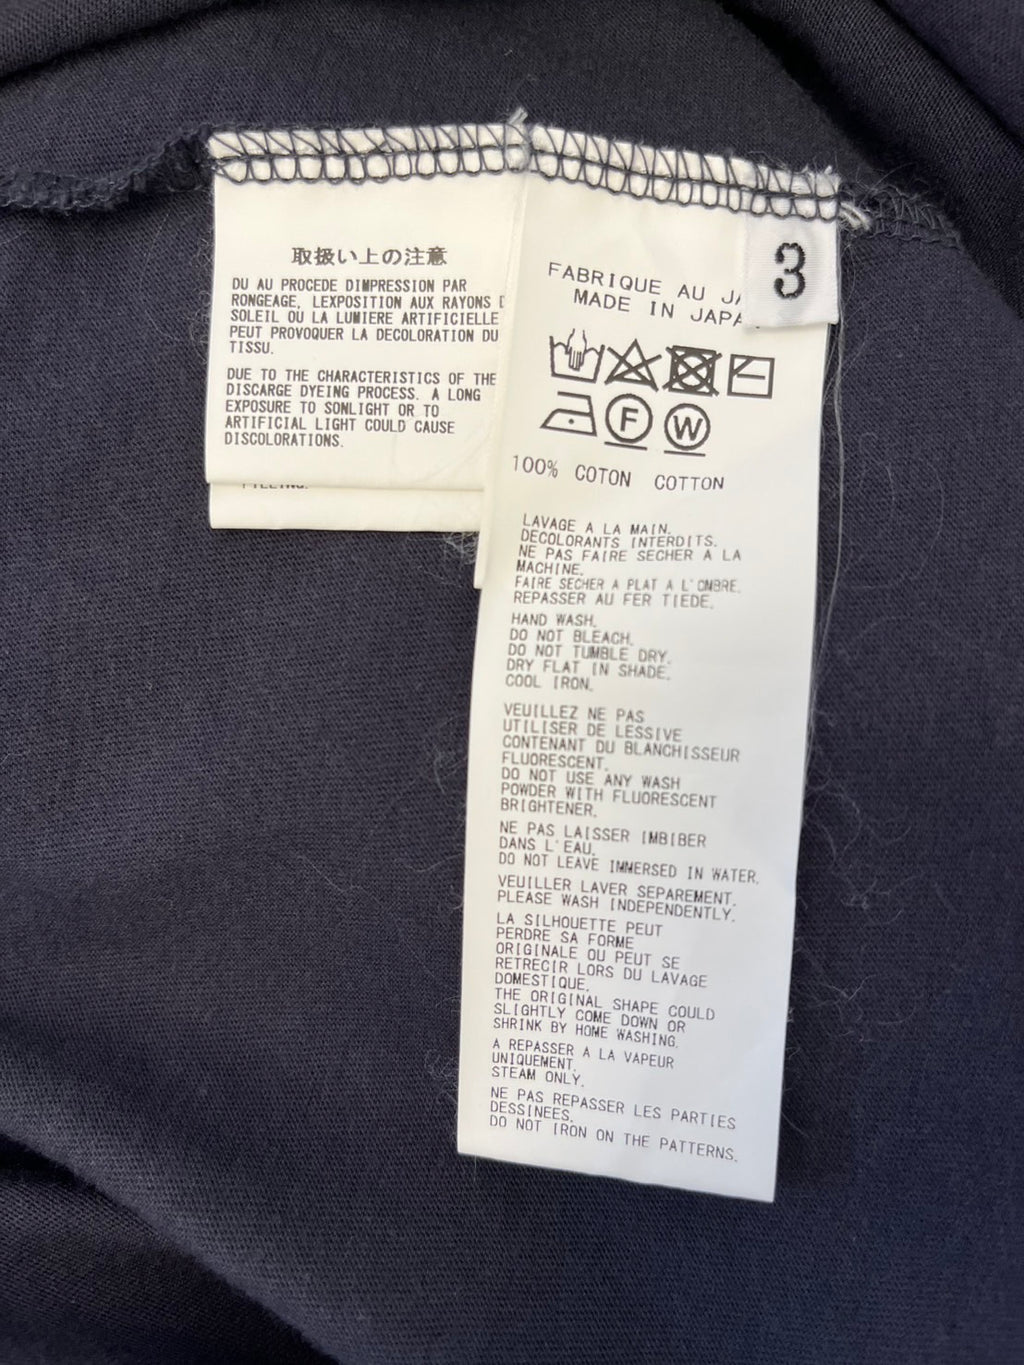 取扱い上の注意
DU AU PROCEDE DIMPRESSION PAR
RONGEAGE, LEXPOSITION AUX RAYONS
SOLEIL OU LA LUMIERE ARTIFICIELLE
PEUT PROVOQUER LA DECOLORATION DU
TISSU.
DUE TO THE CHARACTERISTICS OF THE
DISCARGE DYEING PROCESS. A LONG
EXPOSURE TO SONLIGHT OR TO
ARTIFICIAL LIGHT COULD CAUSE
DISCOLORATIONS.
3
FABRIQUE AU JA
MADE IN JAPA
F
W
100% COTON COTTON
LAVAGE A LA MAIN.
DECOLORANTS INTERDITS.
NE PAS FAIRE SECHER A LA
MACHINE.
FAIRE SECHER A PLAT A L'OMBRE.
REPASSER AU FER TIEDE.
HAND WASH.
DO NOT BLEACH.
DO NOT TUMBLE DRY.
DRY FLAT IN SHADE.
COOL IRON.
VEUILLEZ NE PAS
UTILISER DE LESSIVE
CONTENANT DU BLANCHISSEUR
FLUORESCENT.
DO NOT USE ANY WASH
POWDER WITH FLUORESCENT
BRIGHTENER.
NE PAS LAISSER IMBIBER
DANS L'EAU.
DO NOT LEAVE IMMERSED IN WATER.
VEUILLER LAVER SEPAREMENT.
PLEASE WASH INDEPENDENTLY.
LA SILHOUETTE PEUT
PERDRE SA FORME
ORIGINALE OU PEUT SE
RETRECIR LORS DU LAVAGE
DOMESTIQUE.
THE ORIGINAL SHAPE COULD
SLIGHTLY COME DOWN OR
SHRINK BY HOME WASHING.
A REPASSER A LA VAPEUR
UNIQUEMENT.
STEAM ONLY.
NE PAS REPASSER LES PARTIES
DESSINEES.
DO NOT IRON ON THE PATTERNS.